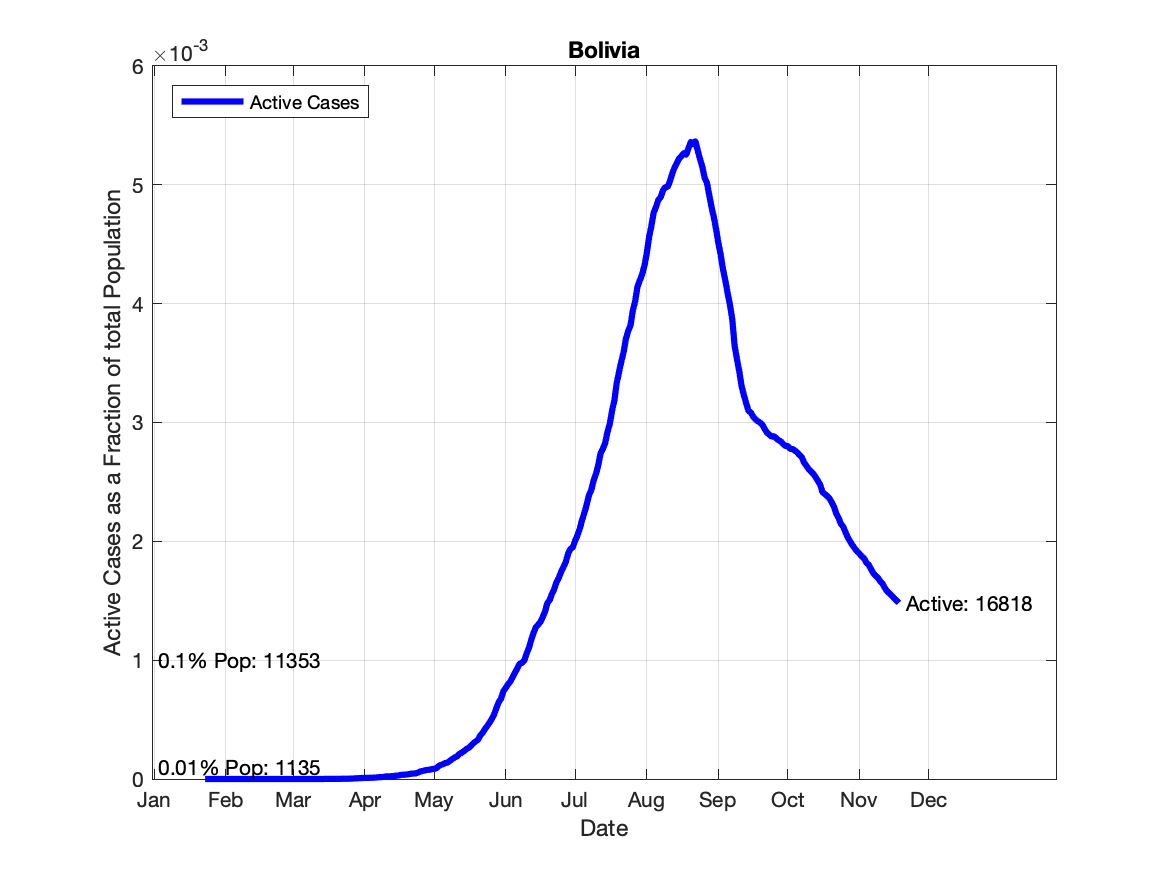 Bolivia
×10-3
Active Cases
6
5
4
3
2
1
0
Active Cases as a Fraction of total Population
0.1% Pop: 11353
0.01% Pop: 1135
Active: 16818
Jan Feb Mar Apr May Jun Jul Aug Sep Oct Nov Dec
Date